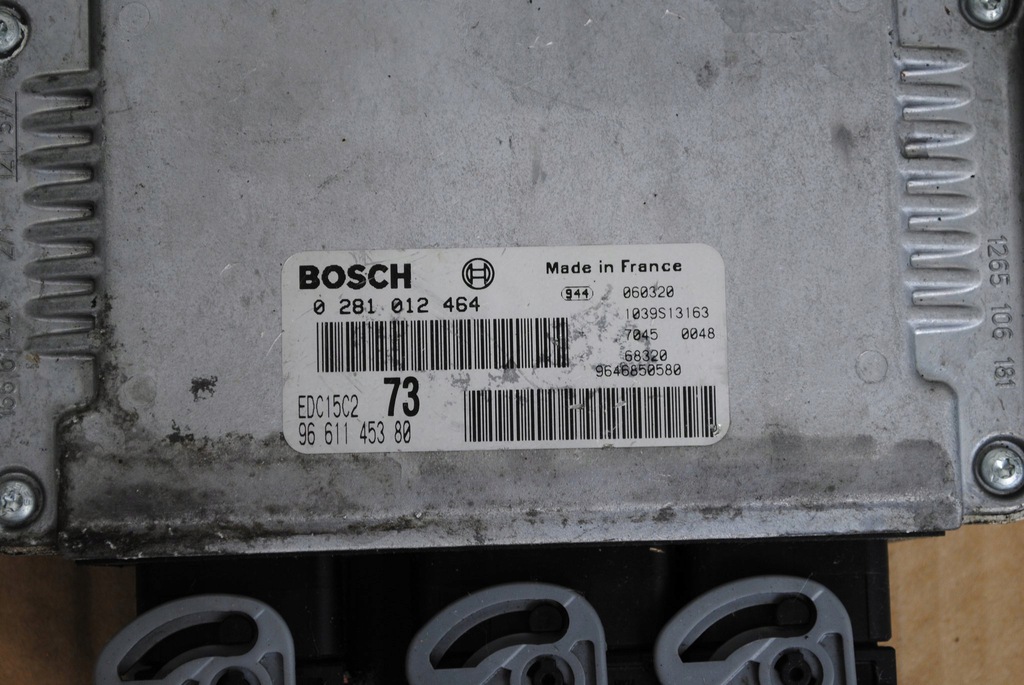 BOSCH
Made in France
944 060320
0 281 012 464
1039S13163
7045 0048
68320
9646850580
EDC15C2 73
96 611 453 80
1265 106 181